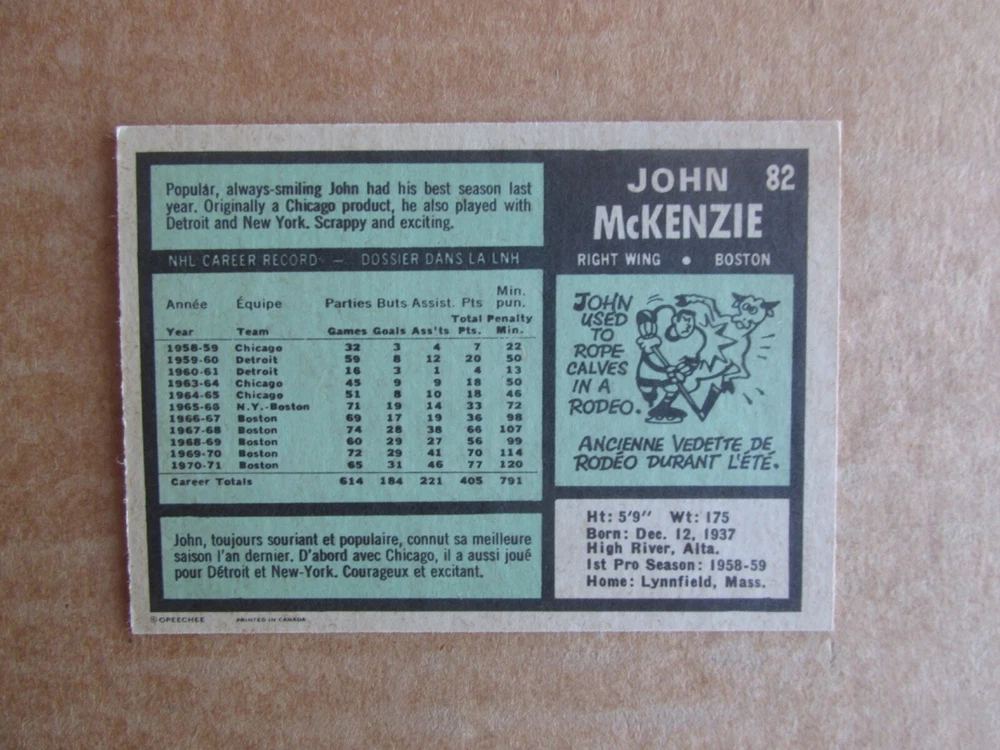 Popular, always-smiling John had his best season last
year. Originally a Chicago product, he also played with
Detroit and New York. Scrappy and exciting.
NHL CAREER RECORD — DOSSIER DANS LA LNH
Année Équipe Parties Buts Assist. Pts Min. pun.
Year Team Games Goals Ass'ts Total Pts. Penalty Min.
1958-59 Chicago 32 3 4 7 22
1959-60 Detroit 59 8 12 20 50
1960-61 Detroit 16 3 1 4 13
1963-64 Chicago 45 9 9 18 50
1964-65 Chicago 51 8 10 18 46
1965-66 N.Y.-Boston 71 19 14 33 72
1966-67 Boston 69 17 19 36 98
1967-68 Boston 74 28 38 66 107
1968-69 Boston 60 29 27 56 99
1969-70 Boston 72 29 41 70 114
1970-71 Boston 65 31 46 77 120
Career Totals 614 184 221 405 791
John, toujours souriant et populaire, connut sa meilleure
saison l'an dernier. D'abord avec Chicago, il a aussi joué
pour Détroit et New-York. Courageux et excitant.
©OPEECHEE PRINTED IN CANADA
JOHN 82
McKENZIE
RIGHT WING • BOSTON
JOHN
USED
TO
ROPE
CALVES
IN A
RODEO.
ANCIENNE VEDETTE DE
RODÉO DURANT L'ÉTÉ.
Ht: 5'9" Wt: 175
Born: Dec. 12, 1937
High River, Alta.
1st Pro Season: 1958-59
Home: Lynnfield, Mass.